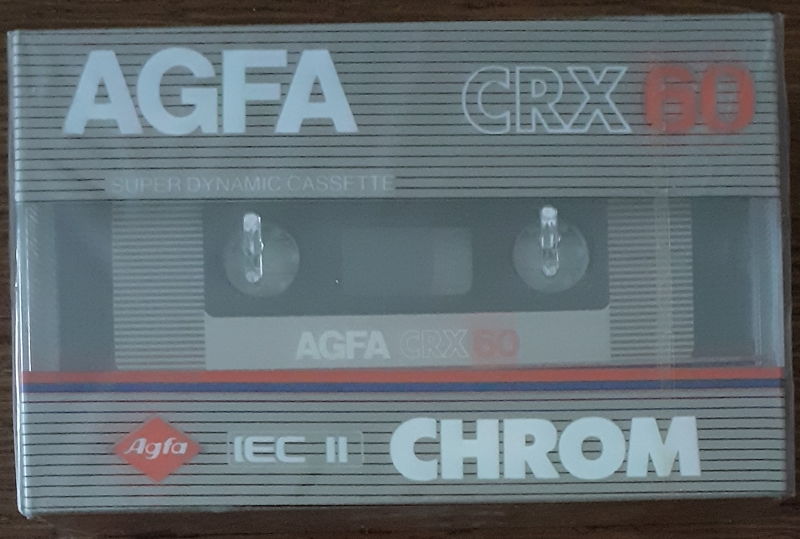 AGFA CRX 60
SUPER DYNAMIC CASSETTE
AGFA CRX 60
Agfa IEC II CHROM